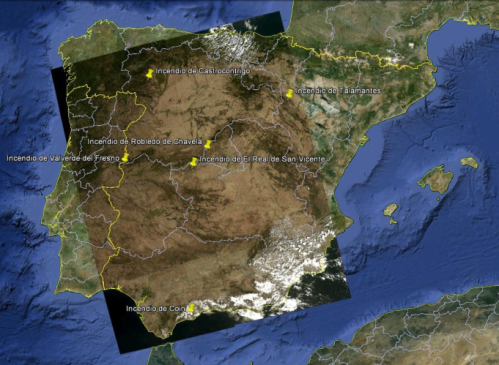 Incendio de Castrocontrigo
Incendio de Talamantes
Incendio de Robledo de Chavela
Incendio de Valverde del Fresno
Incendio de El Real de San Vicente
Incendio de Coin